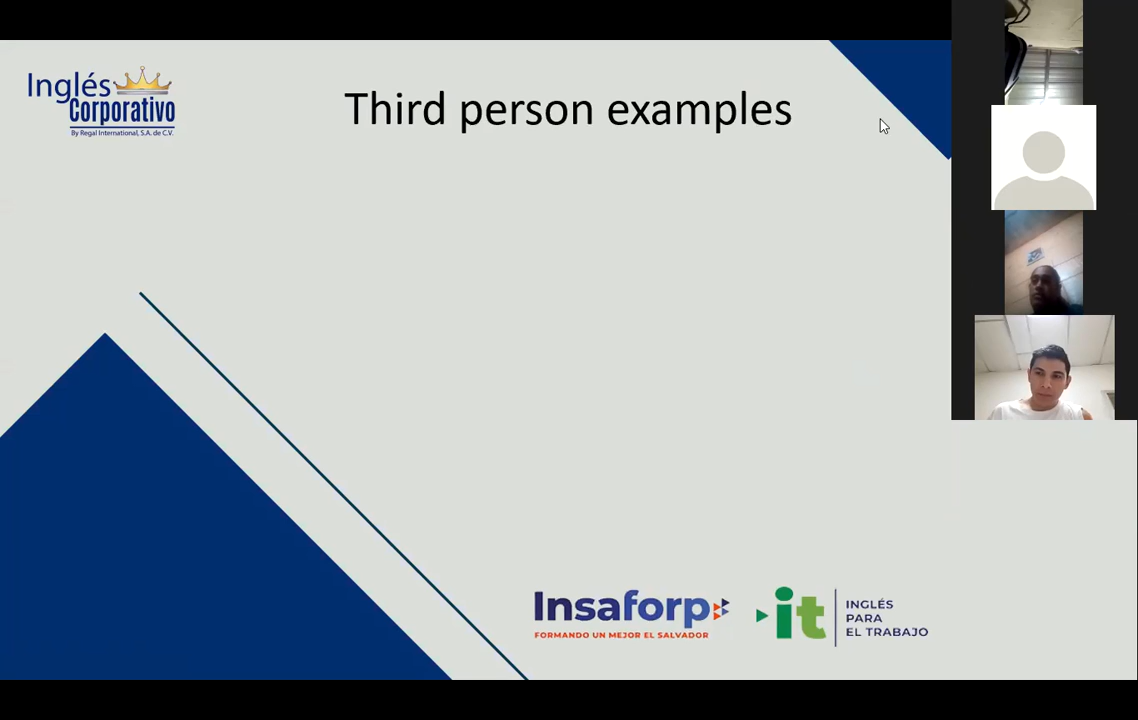 Inglés
Corporativo
By Regal International, S.A. de C.V.
Third person examples
Insaforp
FORMANDO UN MEJOR EL SALVADOR
it
INGLÉS
PARA
EL TRABAJO